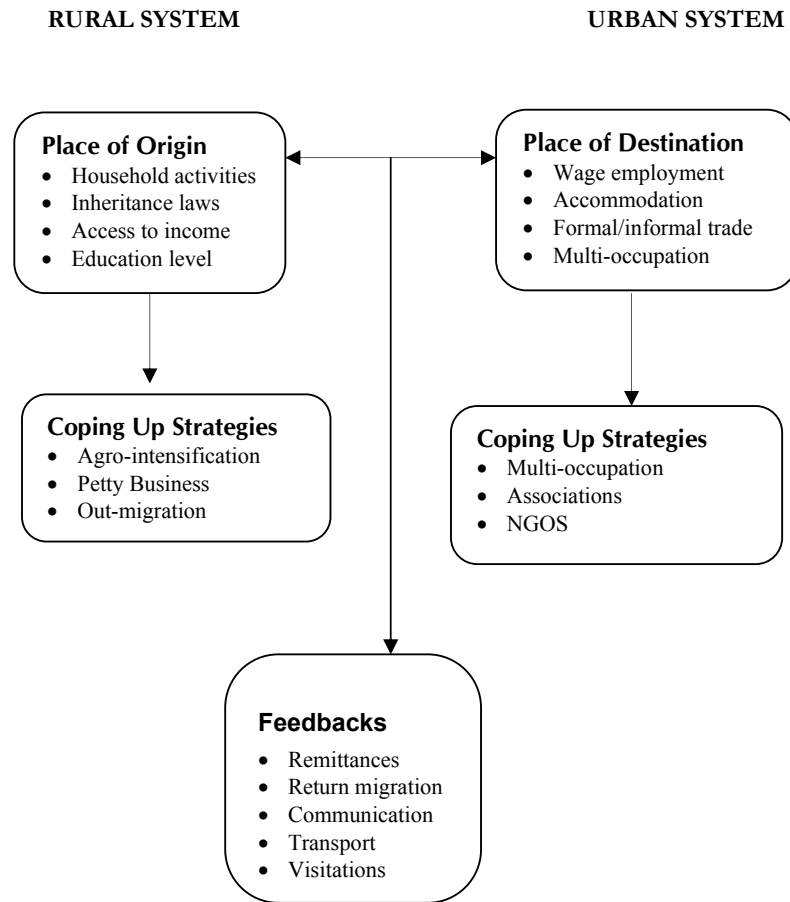 RURAL SYSTEM
URBAN SYSTEM
Place of Origin
• Household activities
• Inheritance laws
• Access to income
• Education level
Place of Destination
• Wage employment
• Accommodation
• Formal/informal trade
• Multi-occupation
Coping Up Strategies
• Agro-intensification
• Petty Business
• Out-migration
Coping Up Strategies
• Multi-occupation
• Associations
• NGOS
Feedbacks
• Remittances
• Return migration
• Communication
• Transport
• Visitations